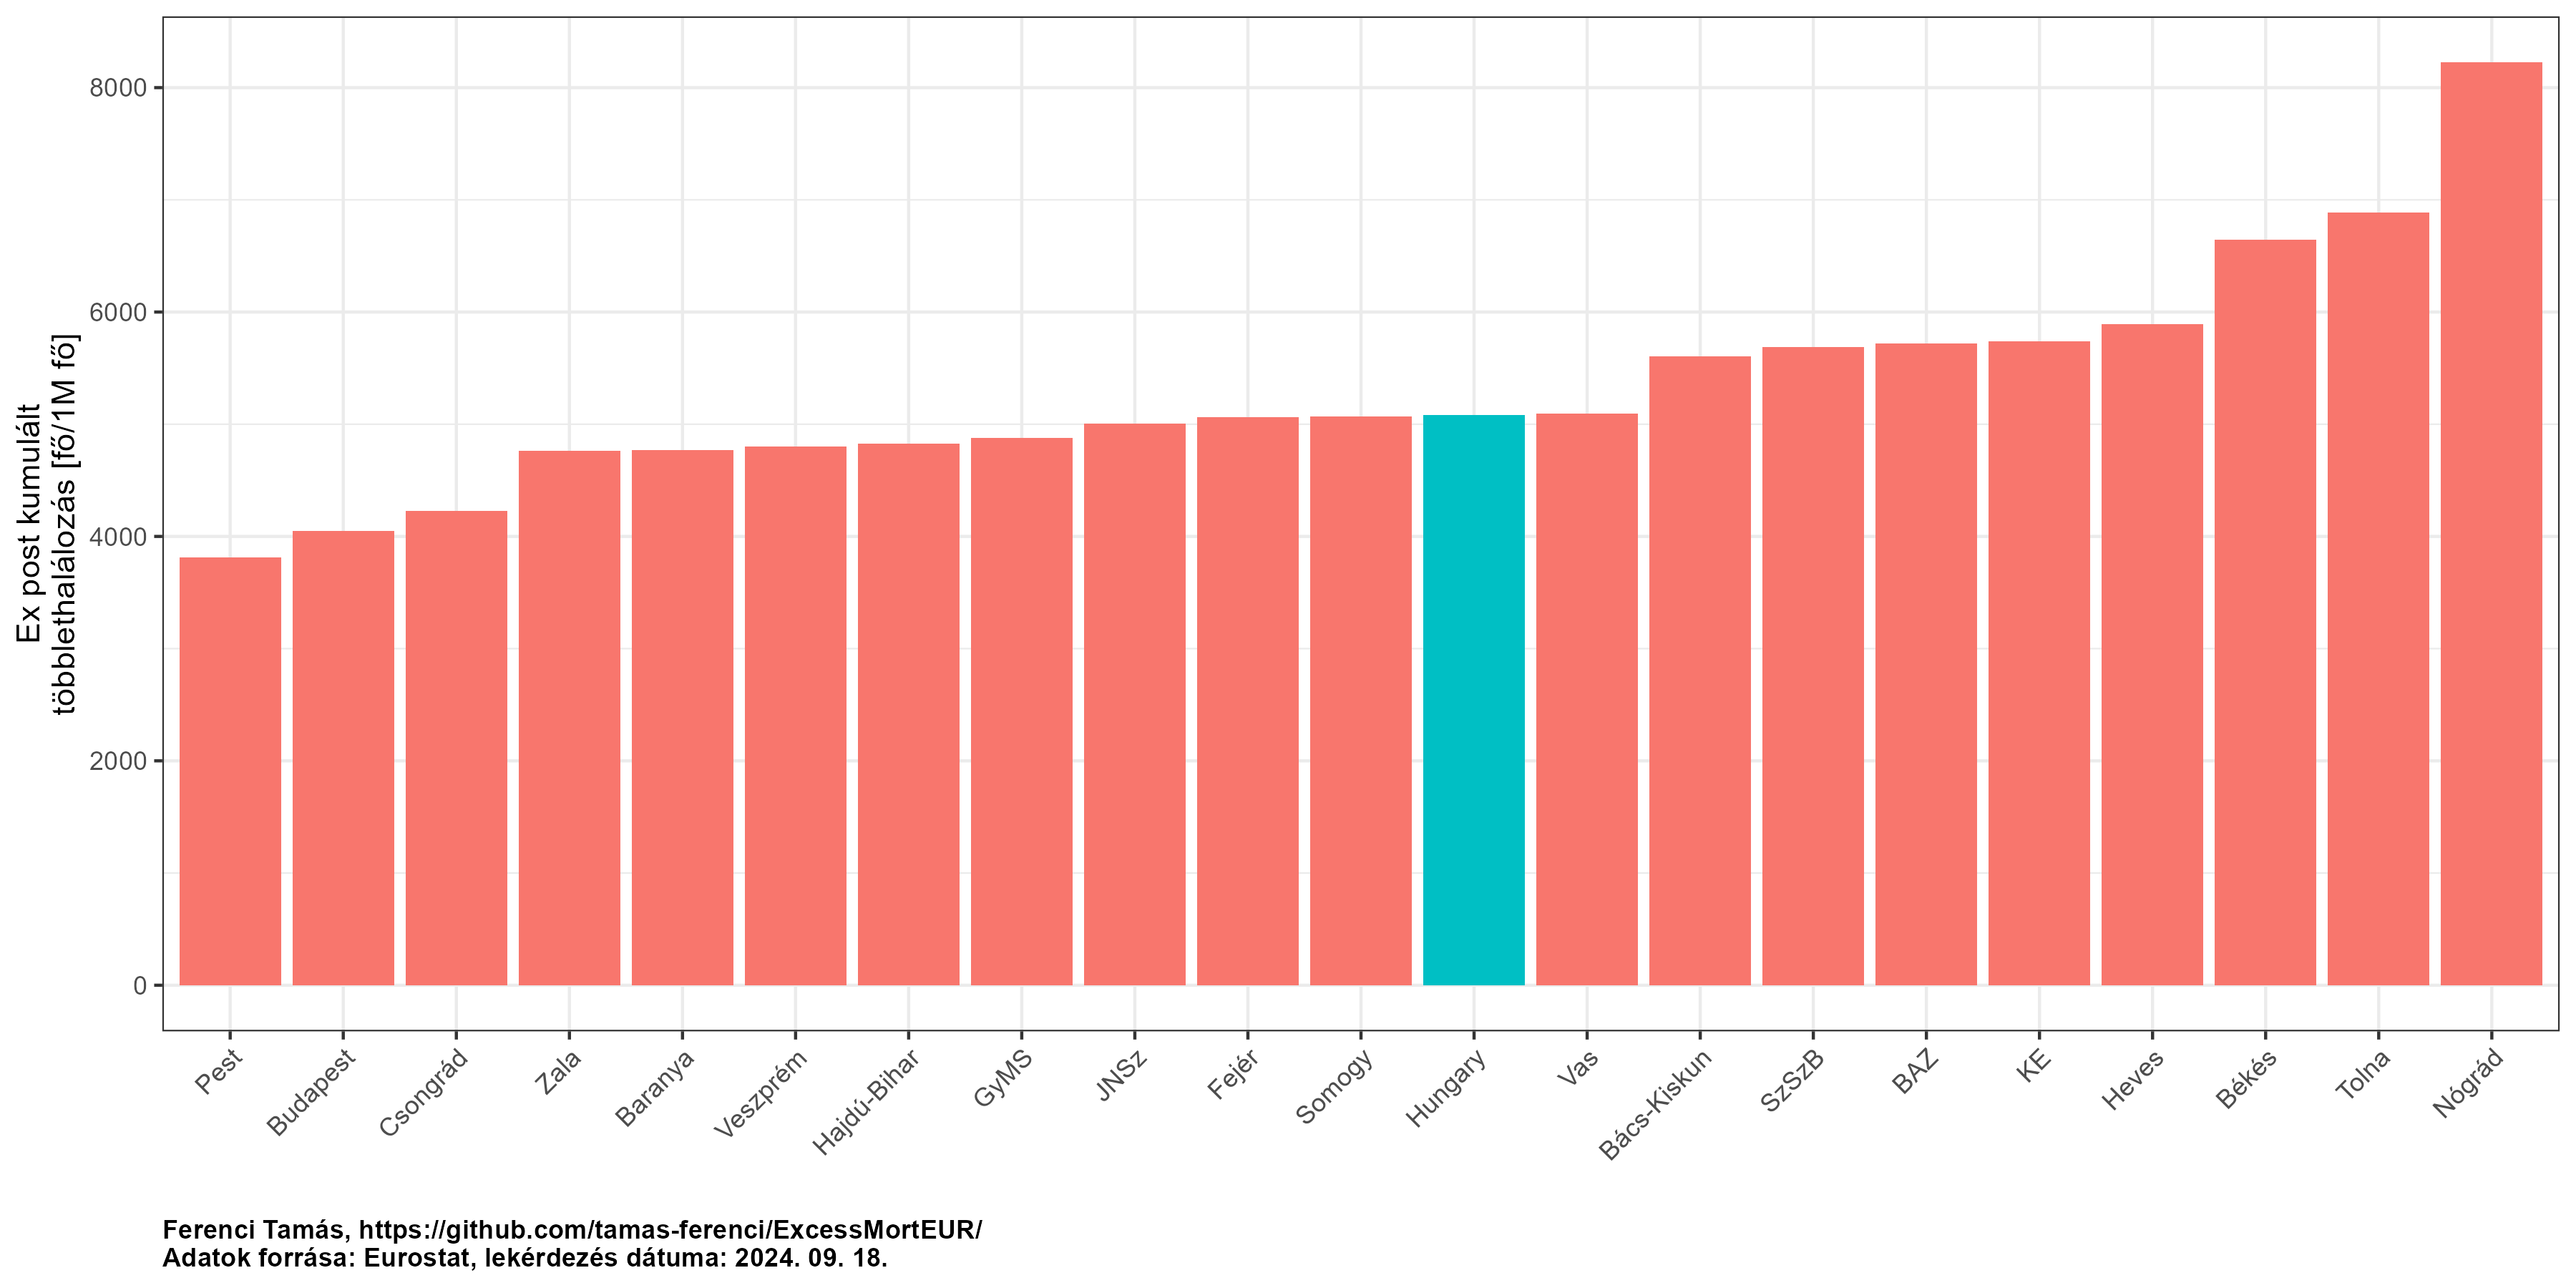 Ex post kumulált
többlethalálozás [fő/1M fő]
8000
6000
4000
2000
0
Pest
Budapest
Csongrád
Zala
Baranya
Veszprém
Hajdú-Bihar
GyMS
JNSz
Fejér
Somogy
Hungary
Vas
Bács-Kiskun
SzSzB
BAZ
KE
Heves
Békés
Tolna
Nógrád
Ferenci Tamás, https://github.com/tamas-ferenci/ExcessMortEUR/
Adatok forrása: Eurostat, lekérdezés dátuma: 2024. 09. 18.